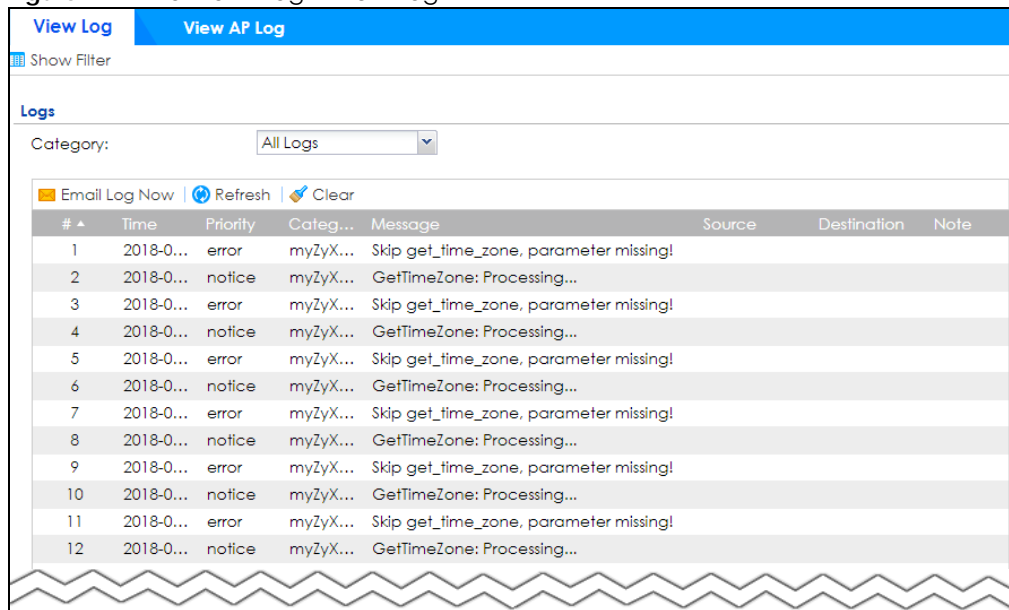 View Log View AP Log
Show Filter
Logs
Category: All Logs
Email Log Now Refresh Clear
# Time Priority Categ... Message Source Destination Note
1 2018-0... error myZyX... Skip get_time_zone, parameter missing!
2 2018-0... notice myZyX... GetTimeZone: Processing...
3 2018-0... error myZyX... Skip get_time_zone, parameter missing!
4 2018-0... notice myZyX... GetTimeZone: Processing...
5 2018-0... error myZyX... Skip get_time_zone, parameter missing!
6 2018-0... notice myZyX... GetTimeZone: Processing...
7 2018-0... error myZyX... Skip get_time_zone, parameter missing!
8 2018-0... notice myZyX... GetTimeZone: Processing...
9 2018-0... error myZyX... Skip get_time_zone, parameter missing!
10 2018-0... notice myZyX... GetTimeZone: Processing...
11 2018-0... error myZyX... Skip get_time_zone, parameter missing!
12 2018-0... notice myZyX... GetTimeZone: Processing...